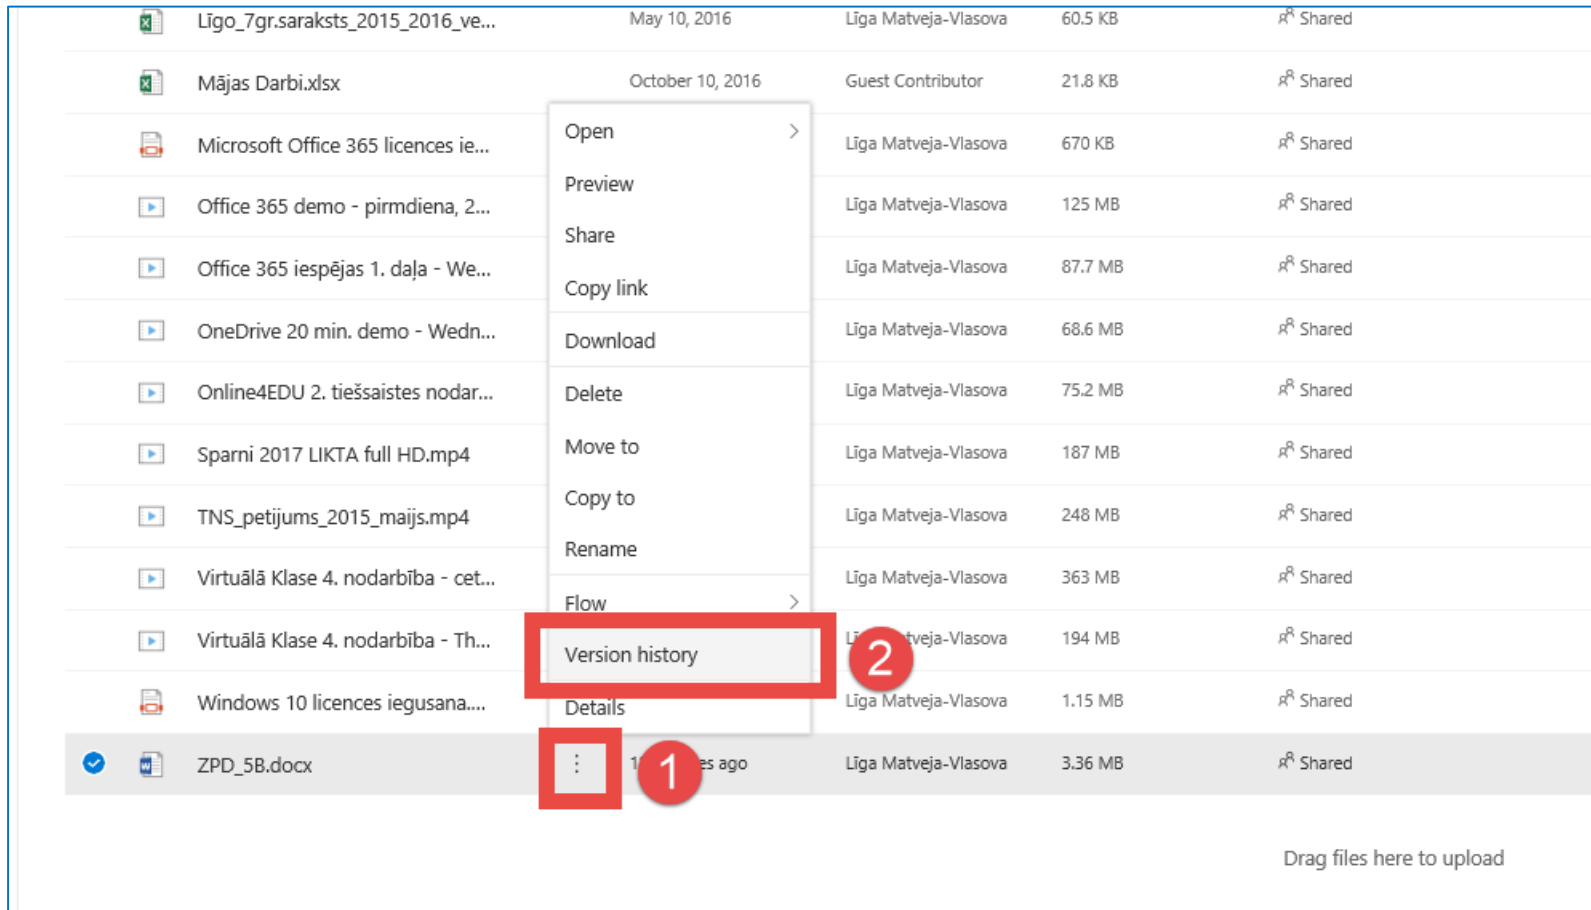 Līgo_7gr.saraksts_2015_2016_ve... May 10, 2016 Līga Matveja-Vlasova 60.5 KB Shared
Mājas Darbi.xlsx October 10, 2016 Guest Contributor 21.8 KB Shared
Open
Microsoft Office 365 licences ie... Līga Matveja-Vlasova 670 KB Shared
Preview
Office 365 demo - pirmdiena, 2... Līga Matveja-Vlasova 125 MB Shared
Share
Office 365 iespējas 1. daļa - We... Līga Matveja-Vlasova 87.7 MB Shared
Copy link
OneDrive 20 min. demo - Wedn... Līga Matveja-Vlasova 68.6 MB Shared
Download
Online4EDU 2. tiešsaistes nodar... Delete Līga Matveja-Vlasova 75.2 MB Shared
Sparni 2017 LIKTA full HD.mp4 Move to Līga Matveja-Vlasova 187 MB Shared
Copy to
TNS_petijums_2015_maijs.mp4 Līga Matveja-Vlasova 248 MB Shared
Rename
Virtuālā Klase 4. nodarbība - cet... Līga Matveja-Vlasova 363 MB Shared
Flow
Virtuālā Klase 4. nodarbība - Th... 194 MB Shared
Version history 2
Windows 10 licences iegusana.... Details Līga Matveja-Vlasova 1.15 MB Shared
ZPD_5B.docx 1 ago Līga Matveja-Vlasova 3.36 MB Shared
Drag files here to upload